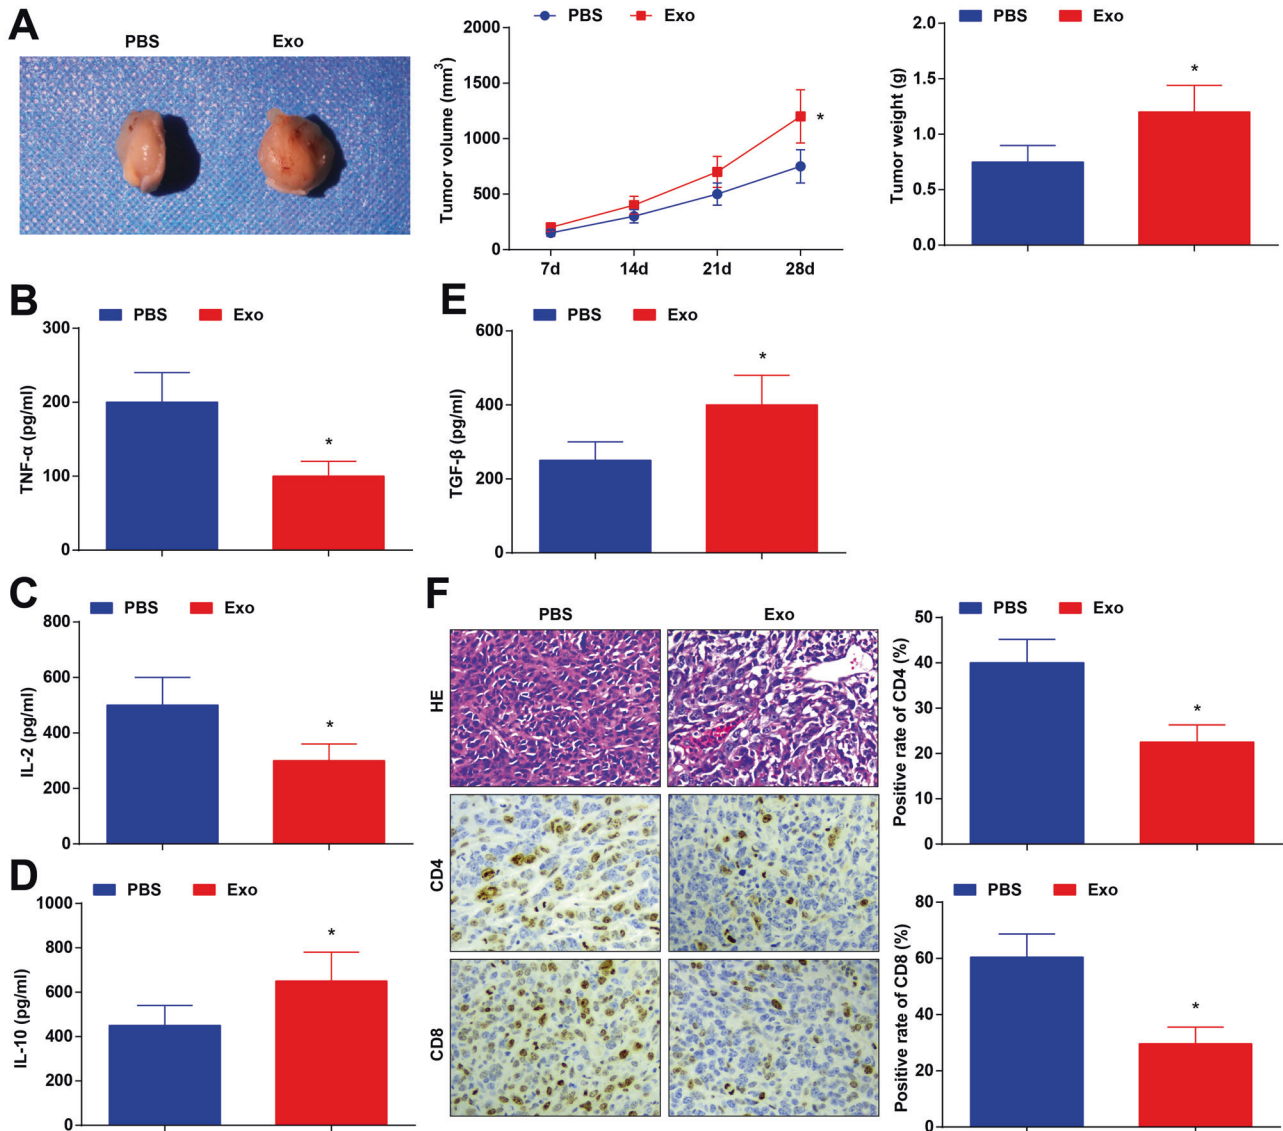 A
PBS Exo
PBS Exo
Tumor volume (mm³)
2000
1500
1000
500
0
7d 14d 21d 28d
*
PBS Exo
Tumor weight (g)
2.0
1.5
1.0
0.5
0.0
*
B
PBS Exo
TNF-α (pg/ml)
300
200
100
0
*
E
PBS Exo
TGF-β (pg/ml)
600
400
200
0
*
C
PBS Exo
IL-2 (pg/ml)
800
600
400
200
0
*
D
PBS Exo
IL-10 (pg/ml)
1000
800
600
400
200
0
*
F
PBS Exo
HE
CD4
CD8
PBS Exo
Positive rate of CD4 (%)
50
40
30
20
10
0
*
PBS Exo
Positive rate of CD8 (%)
80
60
40
20
0
*